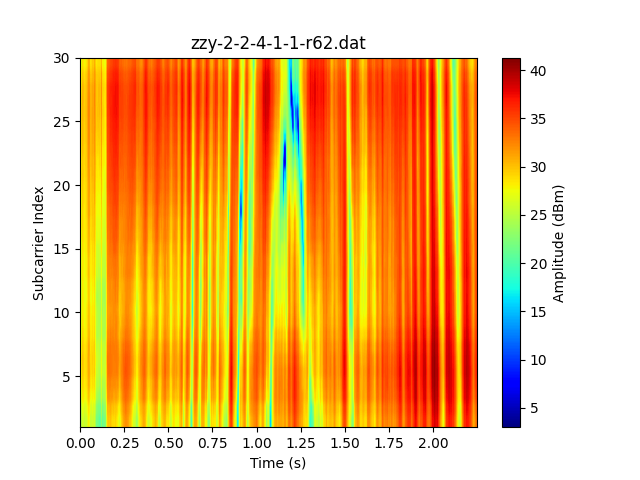 zzy-2-2-4-1-1-r62.dat
30
25
20
15
10
5
Subcarrier Index
0.00 0.25 0.50 0.75 1.00 1.25 1.50 1.75 2.00
Time (s)
40
35
30
25
20
15
10
5
Amplitude (dBm)